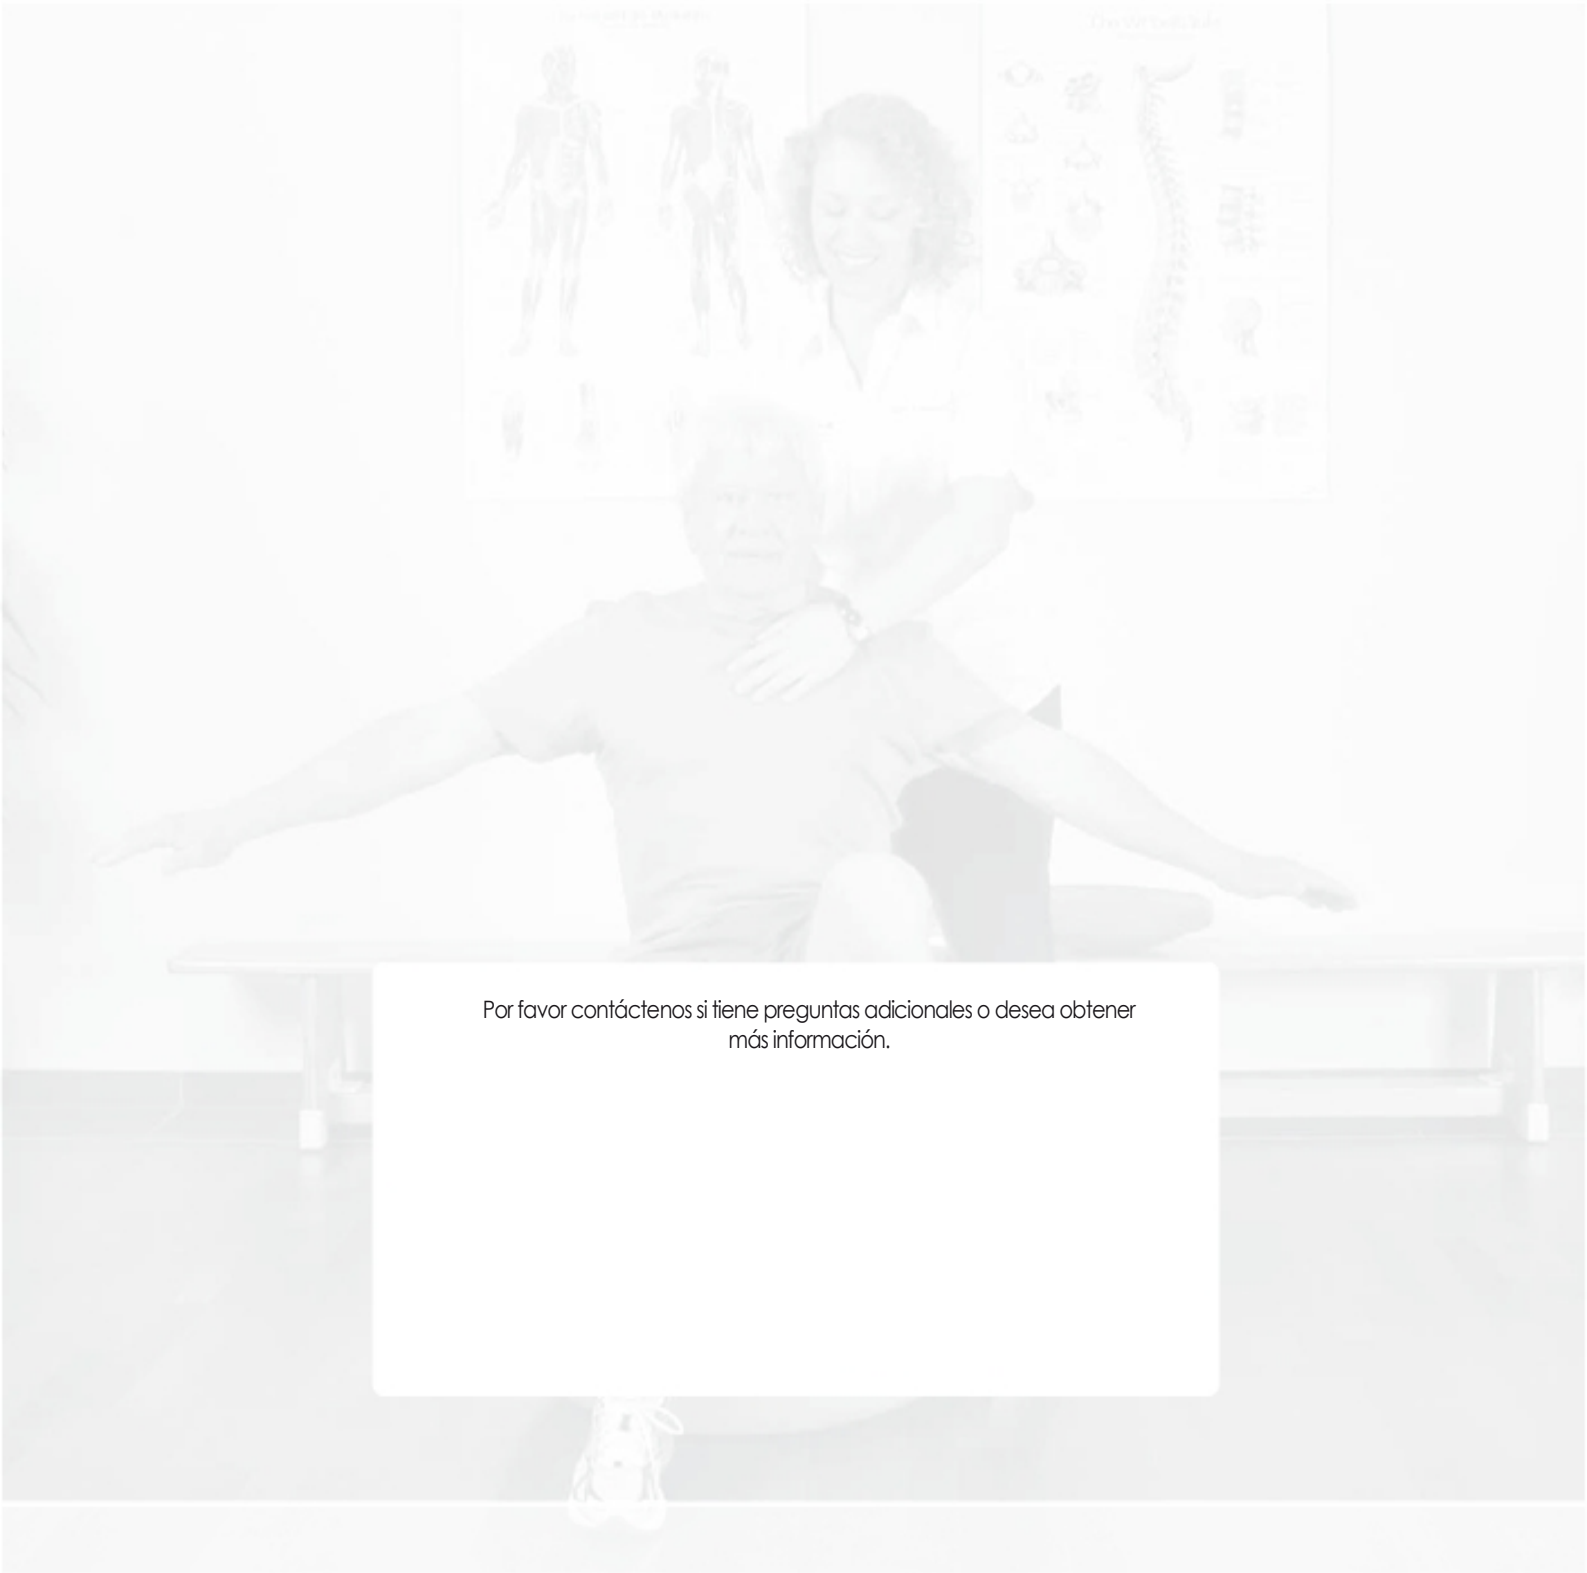 Por favor contáctenos si tiene preguntas adicionales o desea obtener
más información.